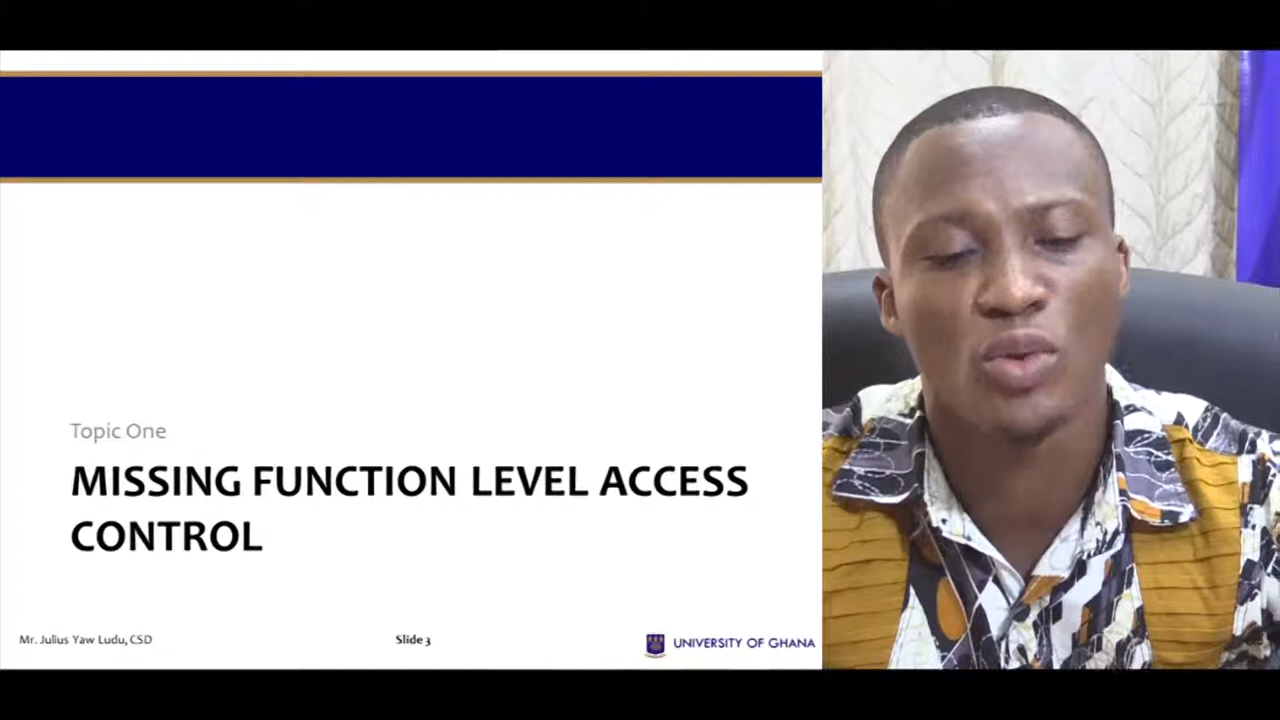 Topic One
MISSING FUNCTION LEVEL ACCESS
CONTROL
Mr. Julius Yaw Ludu, CSD
Slide 3
UNIVERSITY OF GHANA